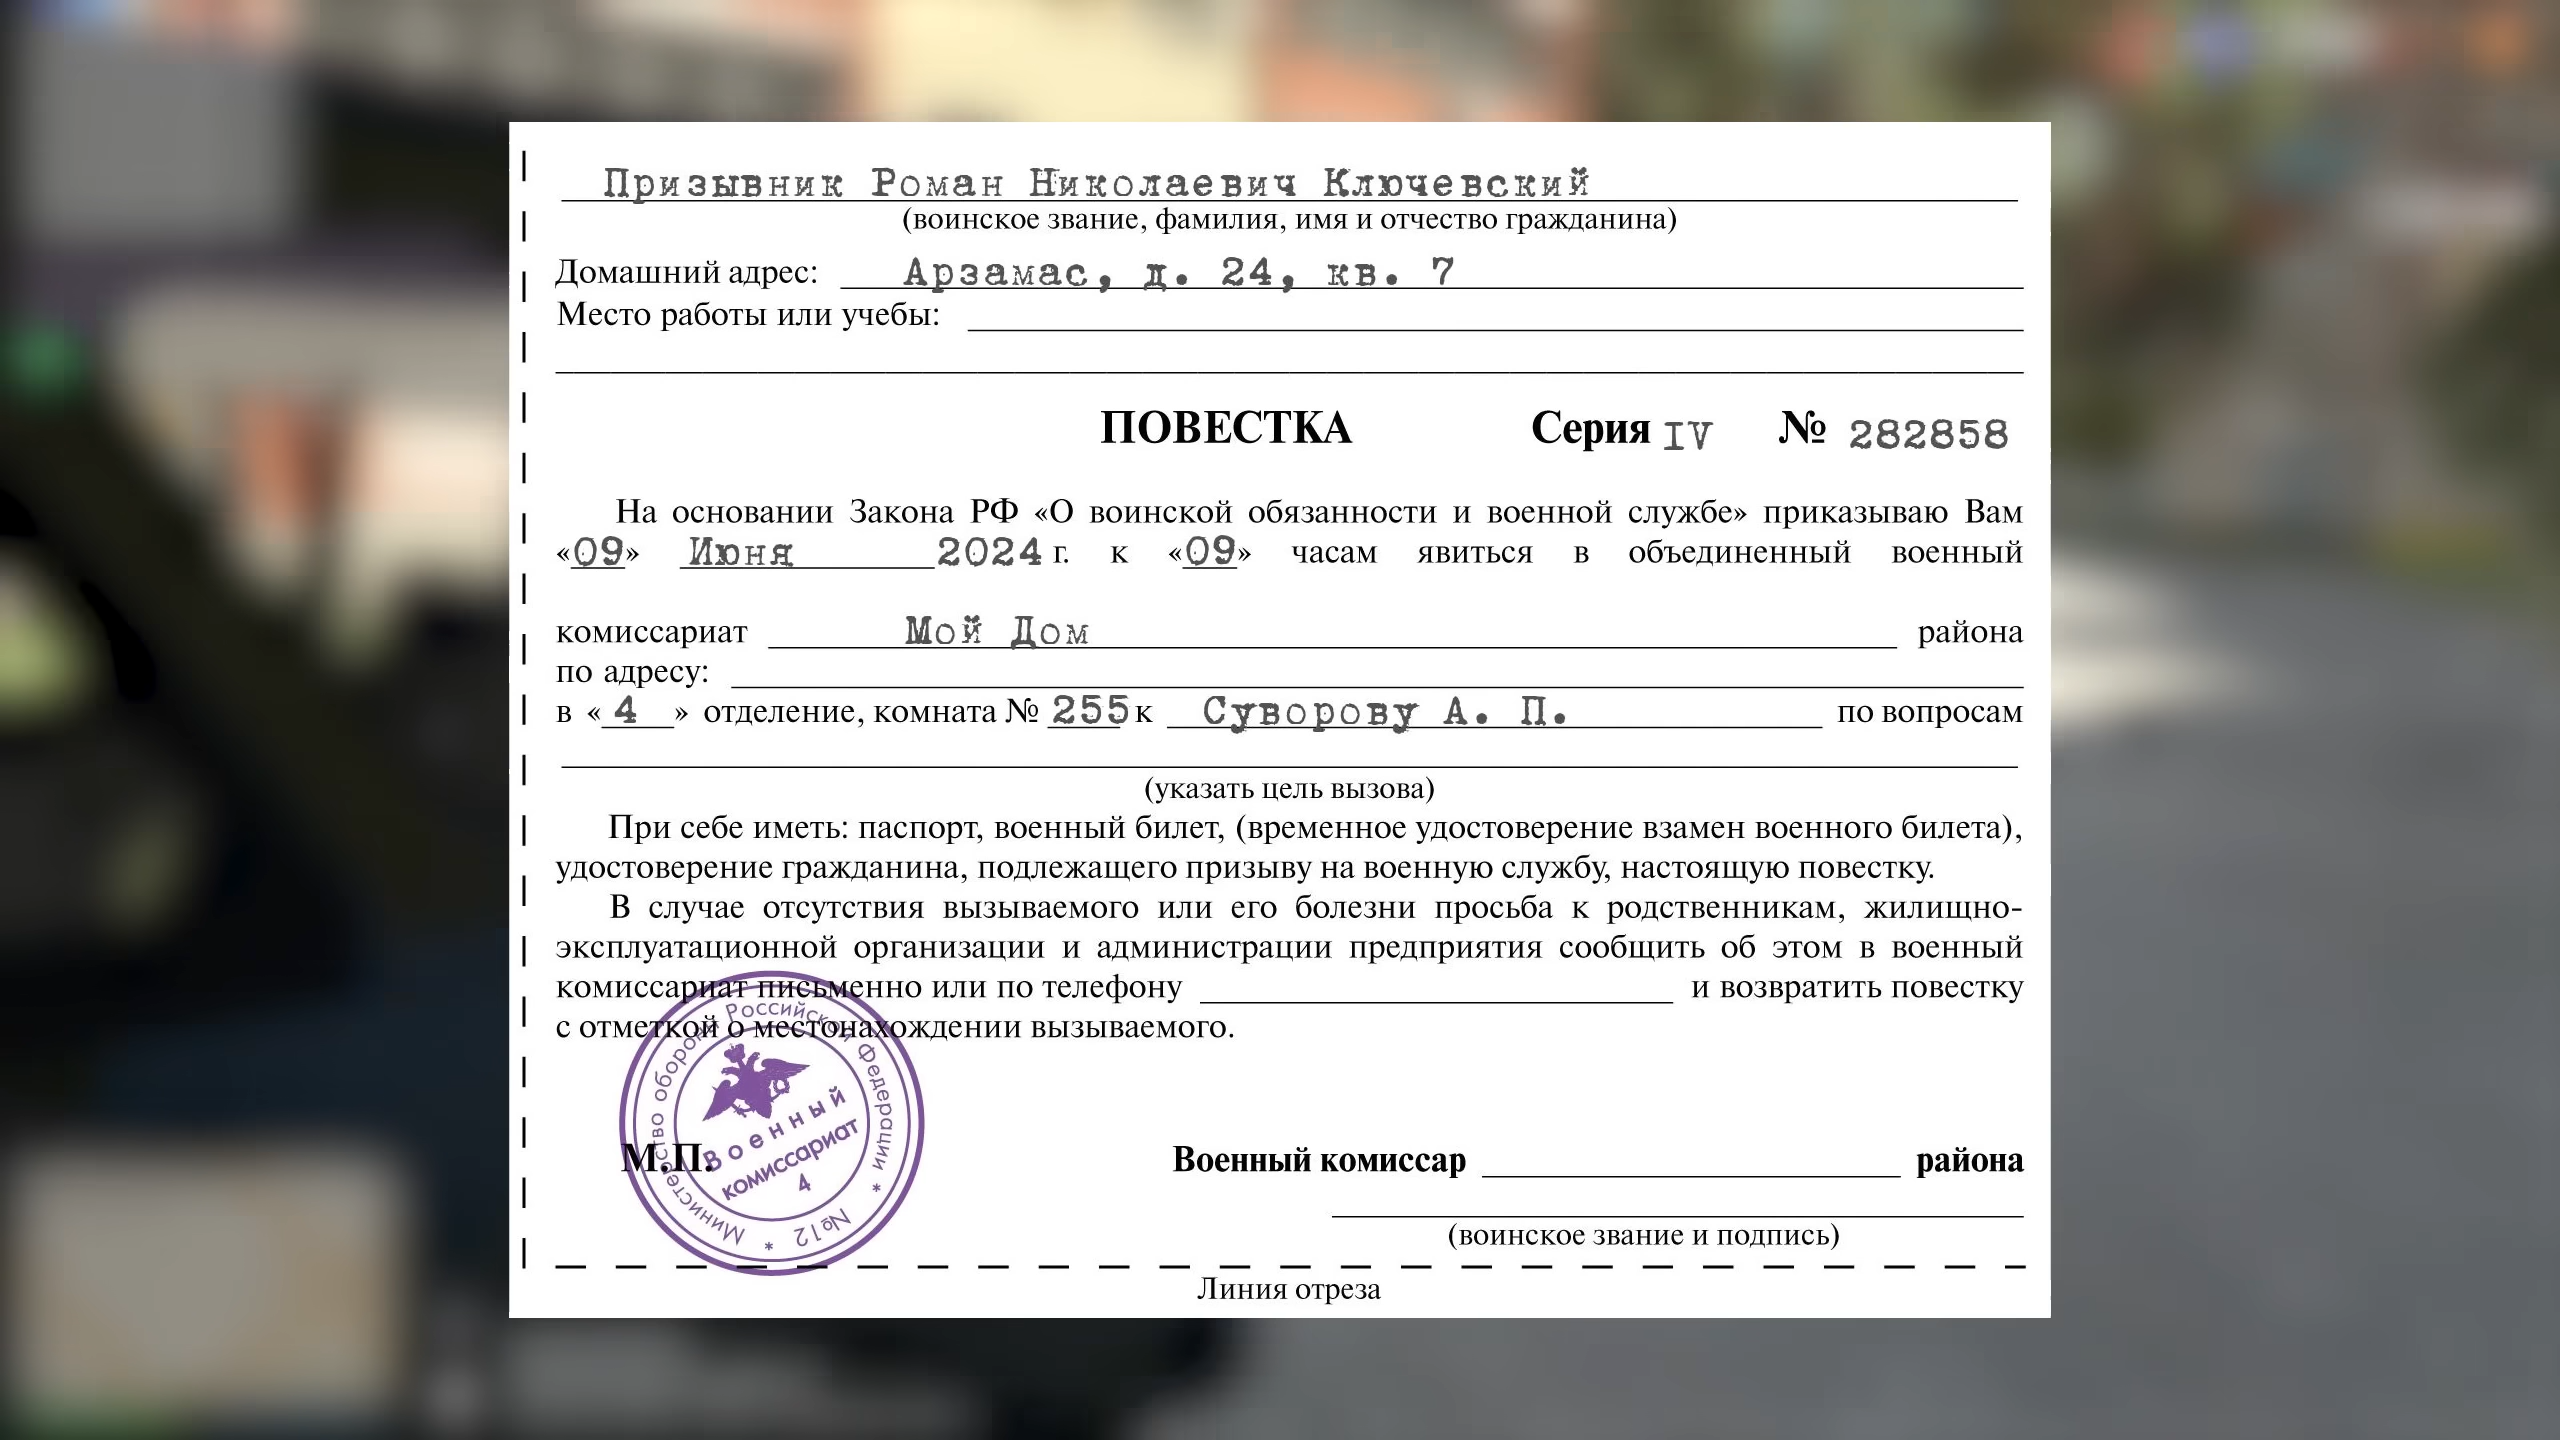 Призывник Роман Николаевич Ключевский
(воинское звание, фамилия, имя и отчество гражданина)
Домашний адрес: Арзамас, д. 24, кв. 7
Место работы или учебы:
ПОВЕСТКА Серия IV № 282858
На основании Закона РФ «О воинской обязанности и военной службе» приказываю Вам
«09» Июня 2024 г. к «09» часам явиться в объединенный военный
комиссариат Мой Дом района
по адресу:
в «4» отделение, комната № 255 к Суворову А. П. по вопросам
(указать цель вызова)
При себе иметь: паспорт, военный билет, (временное удостоверение взамен военного билета),
удостоверение гражданина, подлежащего призыву на военную службу, настоящую повестку.
В случае отсутствия вызываемого или его болезни просьба к родственникам, жилищно-
эксплуатационной организации и администрации предприятия сообщить об этом в военный
комиссариат письменно или по телефону и возвратить повестку
с отметкой о местонахождении вызываемого.
М.П. Военный комиссар района
(воинское звание и подпись)
Линия отреза
Министерство обороны Российской Федерации * №12 *
Военный
комиссариат
4